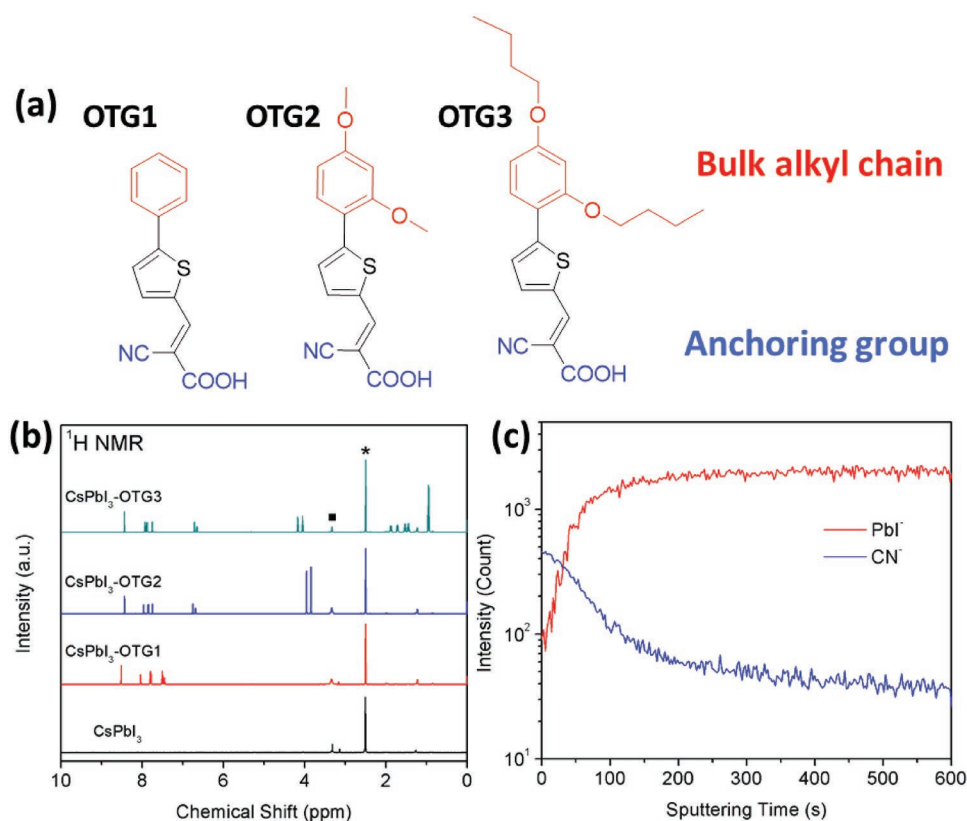 (a)
OTG1
OTG2
OTG3
O
O
O
O
S
S
S
NC
COOH
NC
COOH
NC
COOH
Bulk alkyl chain
Anchoring group
(b)
¹H NMR
*
■
CsPbI₃-OTG3
CsPbI₃-OTG2
CsPbI₃-OTG1
CsPbI₃
Intensity (a.u.)
10 8 6 4 2 0
Chemical Shift (ppm)
(c)
10³
10²
10¹
Intensity (Count)
PbI⁻
CN⁻
0 100 200 300 400 500 600
Sputtering Time (s)